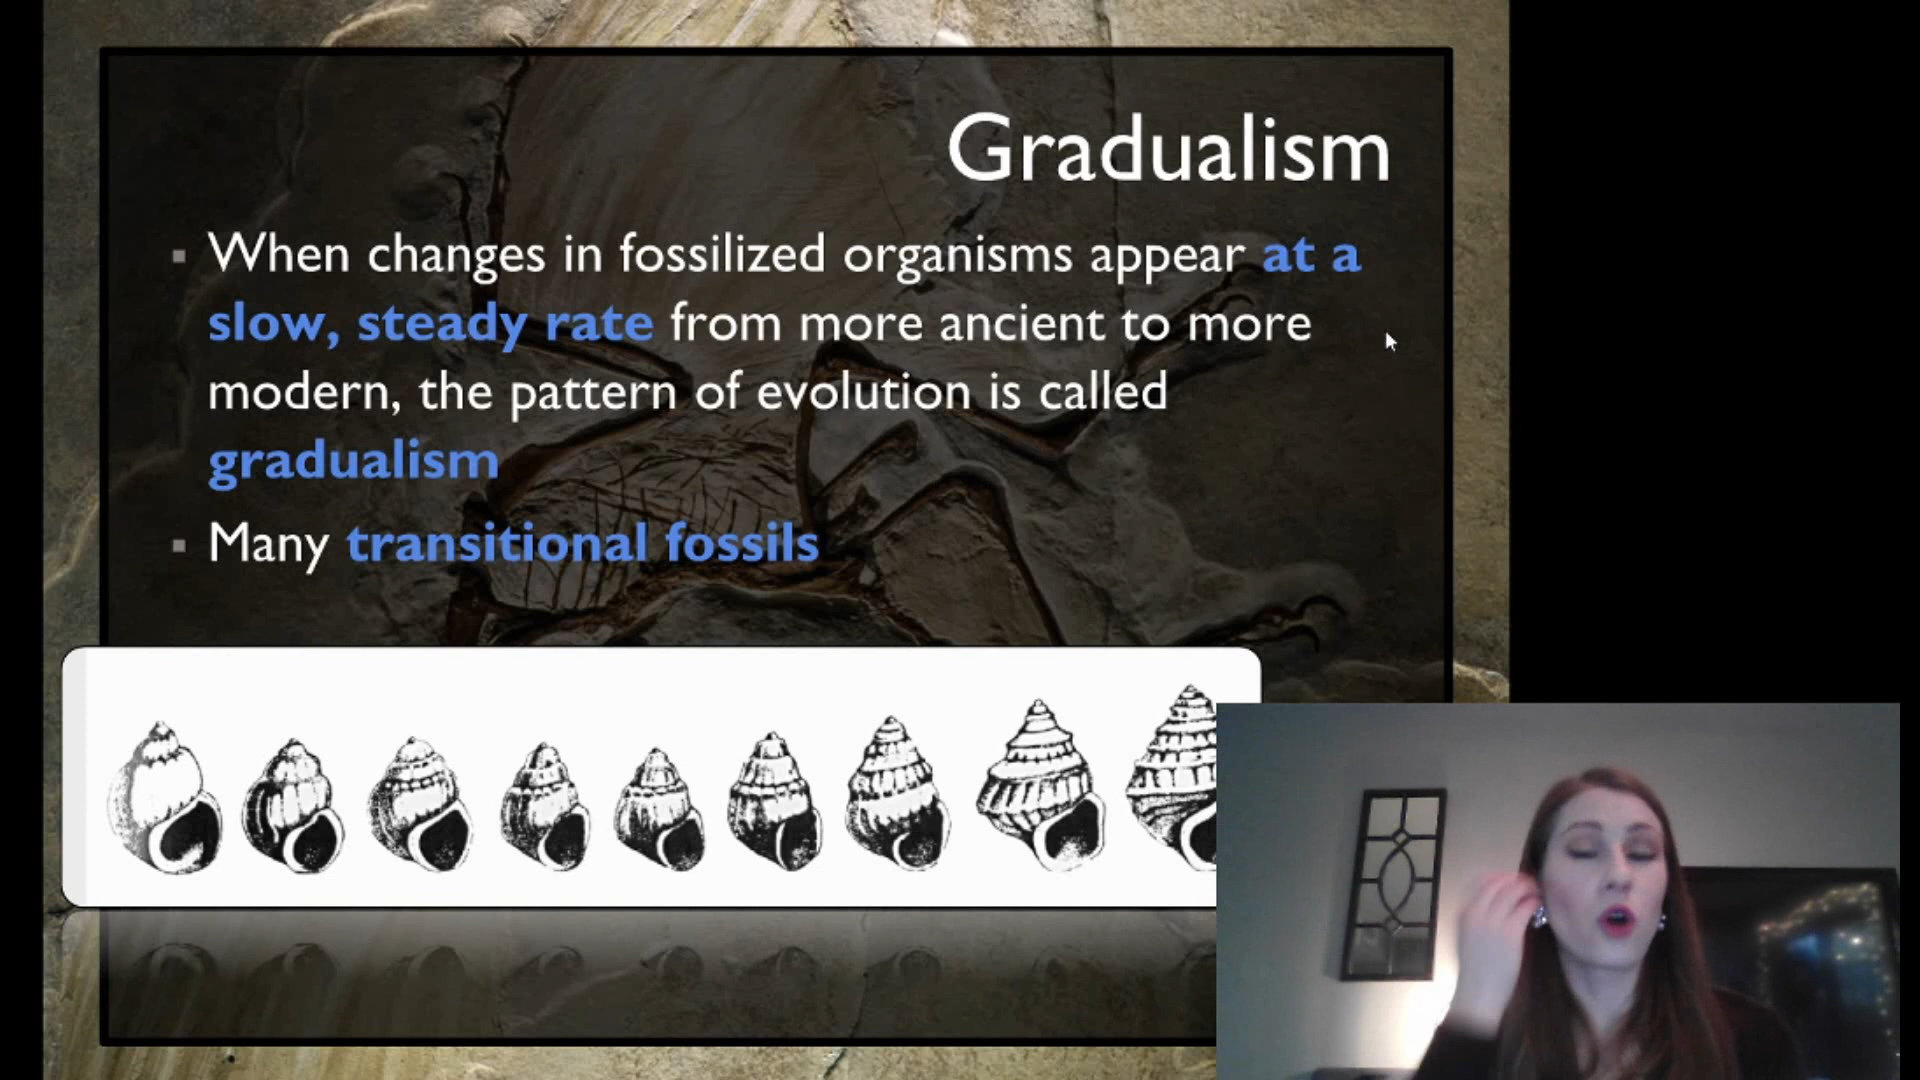 Gradualism
When changes in fossilized organisms appear at a
slow, steady rate from more ancient to more
modern, the pattern of evolution is called
gradualism
Many transitional fossils